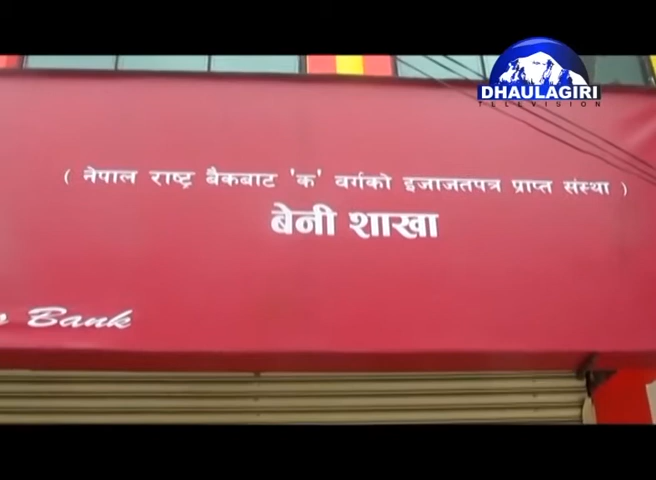 DHAULAGIRI
TELEVISION
( नेपाल राष्ट्र बैकबाट 'क' वर्गको इजाजतपत्र प्राप्त संस्था )
बेनी शाखा
Bank